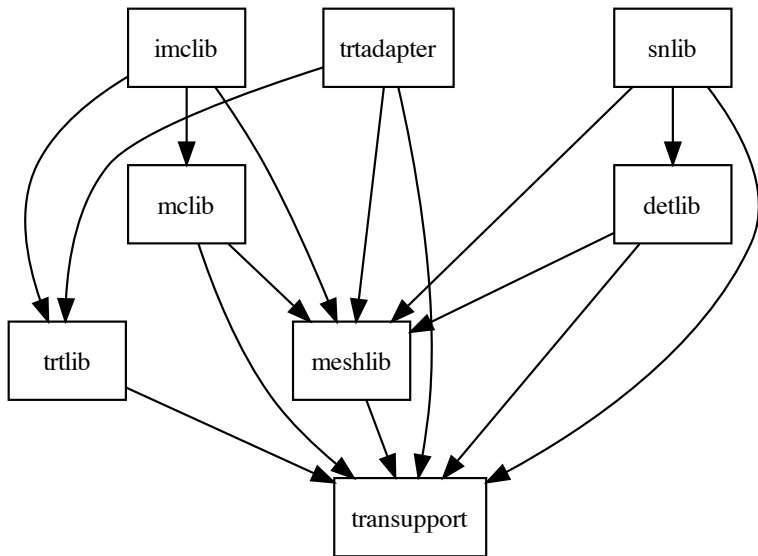 imclib
trtadapter
snlib
mclib
detlib
trtlib
meshlib
transupport